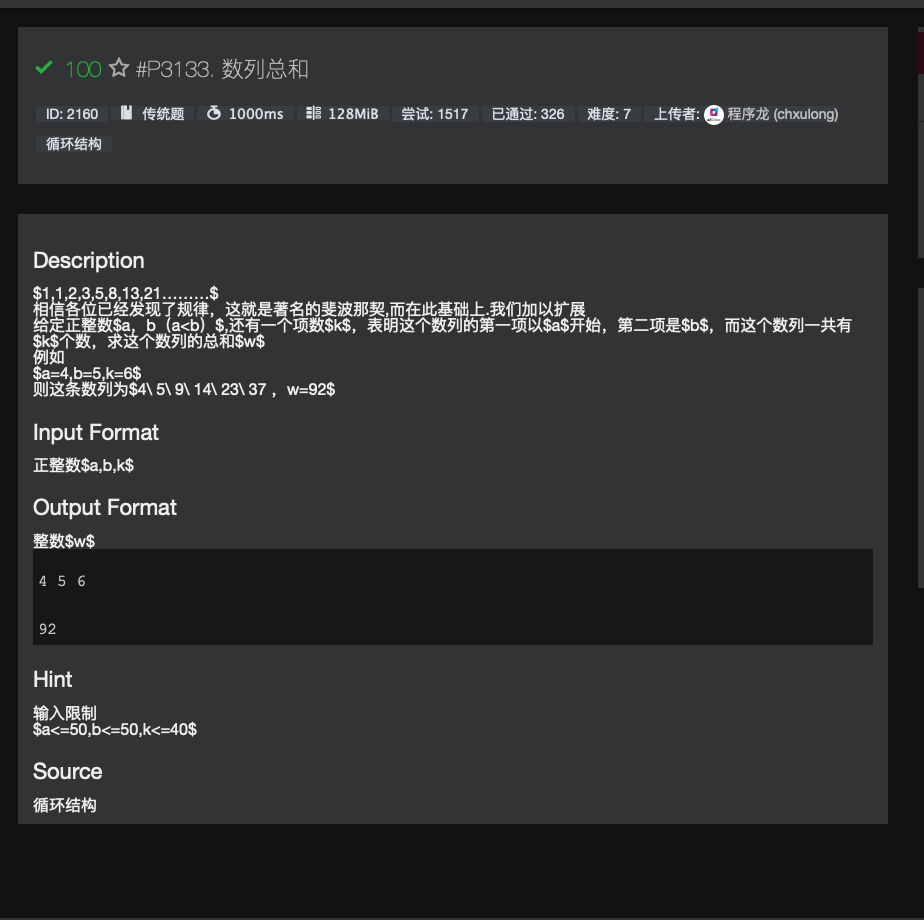 100 #P3133. 数列总和
ID: 2160 传统题 1000ms 128MiB 尝试: 1517 已通过: 326 难度: 7 上传者: 程序龙 (chxulong)
循环结构
Description
$1,1,2,3,5,8,13,21………$
相信各位已经发现了规律，这就是著名的斐波那契,而在此基础上.我们加以扩展
给定正整数$a，b（a<b）$,还有一个项数$k$，表明这个数列的第一项以$a$开始，第二项是$b$，而这个数列一共有
$k$个数，求这个数列的总和$w$
例如
$a=4,b=5,k=6$
则这条数列为$4\ 5\ 9\ 14\ 23\ 37 ，w=92$
Input Format
正整数$a,b,k$
Output Format
整数$w$
4 5 6
92
Hint
输入限制
$a<=50,b<=50,k<=40$
Source
循环结构